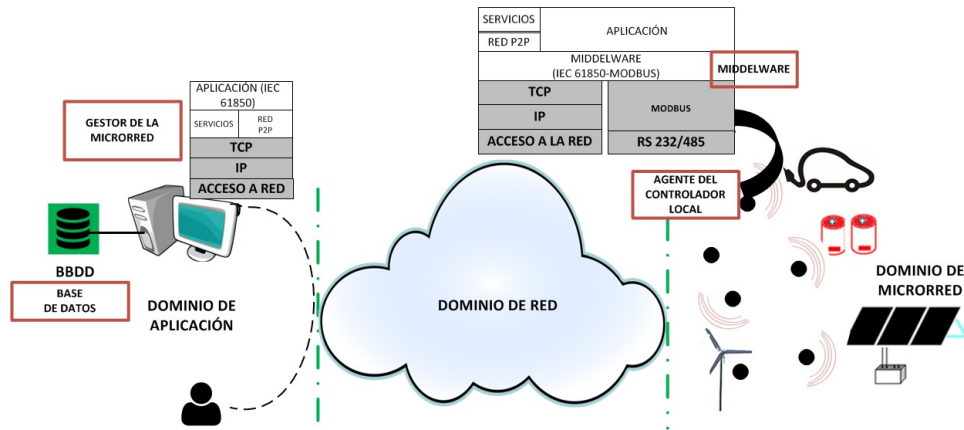 SERVICIOS
RED P2P
APLICACIÓN
MIDDELWARE
(IEC 61850-MODBUS)
TCP
IP
ACCESO A LA RED
MODBUS
RS 232/485
MIDDELWARE
GESTOR DE LA
MICRORRED
APLICACIÓN (IEC
61850)
SERVICIOS
RED
P2P
TCP
IP
ACCESO A RED
AGENTE DEL
CONTROLADOR
LOCAL
BBDD
BASE
DE DATOS
DOMINIO DE
APLICACIÓN
DOMINIO DE RED
DOMINIO DE
MICRORRED